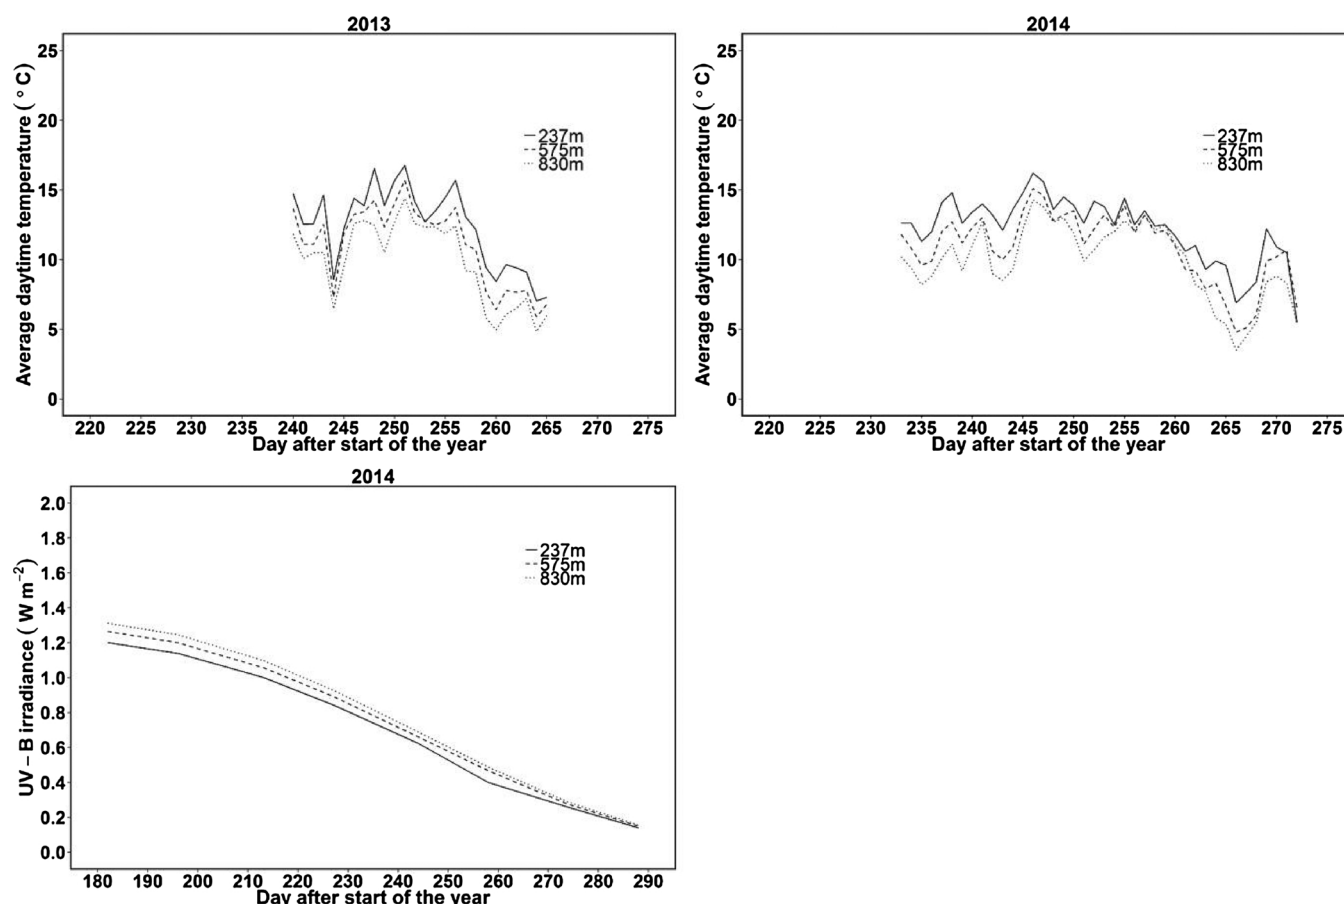 2013
Average daytime temperature ( ° C)
25
20
15
10
5
0
237m
575m
830m
220 225 230 235 240 245 250 255 260 265 270 275
Day after start of the year
2014
Average daytime temperature ( ° C)
25
20
15
10
5
0
237m
575m
830m
220 225 230 235 240 245 250 255 260 265 270 275
Day after start of the year
2014
UV – B irradiance ( W m⁻²)
2.0
1.8
1.6
1.4
1.2
1.0
0.8
0.6
0.4
0.2
0.0
237m
575m
830m
180 190 200 210 220 230 240 250 260 270 280 290
Day after start of the year